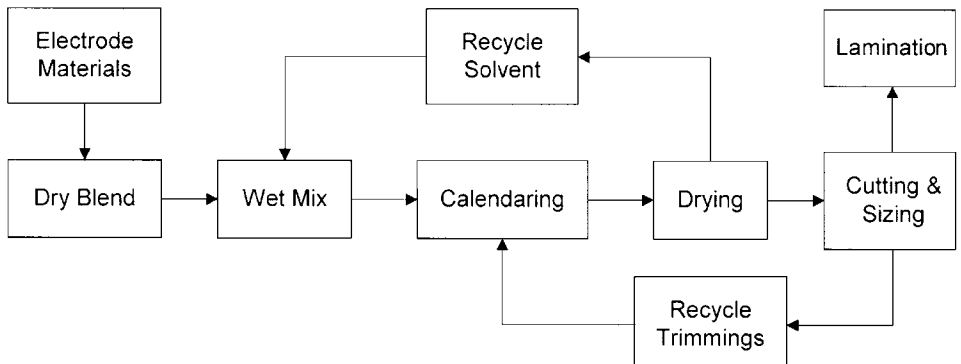 Electrode
Materials
Recycle
Solvent
Lamination
Dry Blend
Wet Mix
Calendaring
Drying
Cutting &
Sizing
Recycle
Trimmings